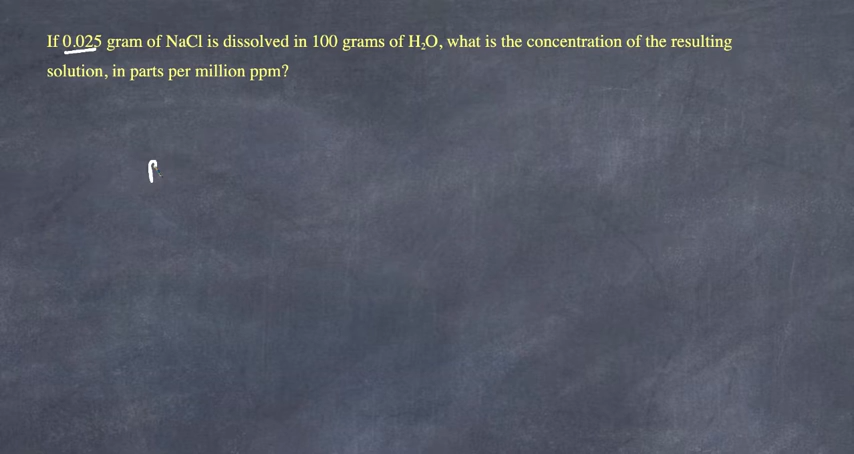 If 0.025 gram of NaCl is dissolved in 100 grams of H₂O, what is the concentration of the resulting
solution, in parts per million ppm?